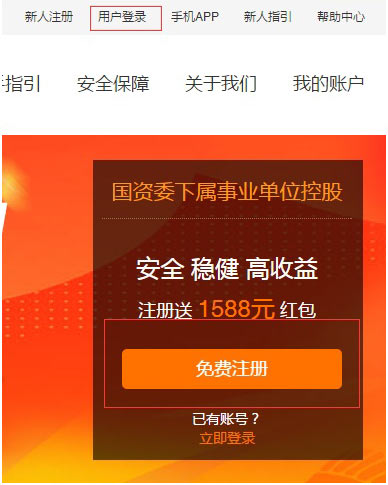 新人注册 用户登录 手机APP 新人指引 帮助中心
指引 安全保障 关于我们 我的账户
国资委下属事业单位控股
安全 稳健 高收益
注册送 1588元 红包
免费注册
已有账号？
立即登录